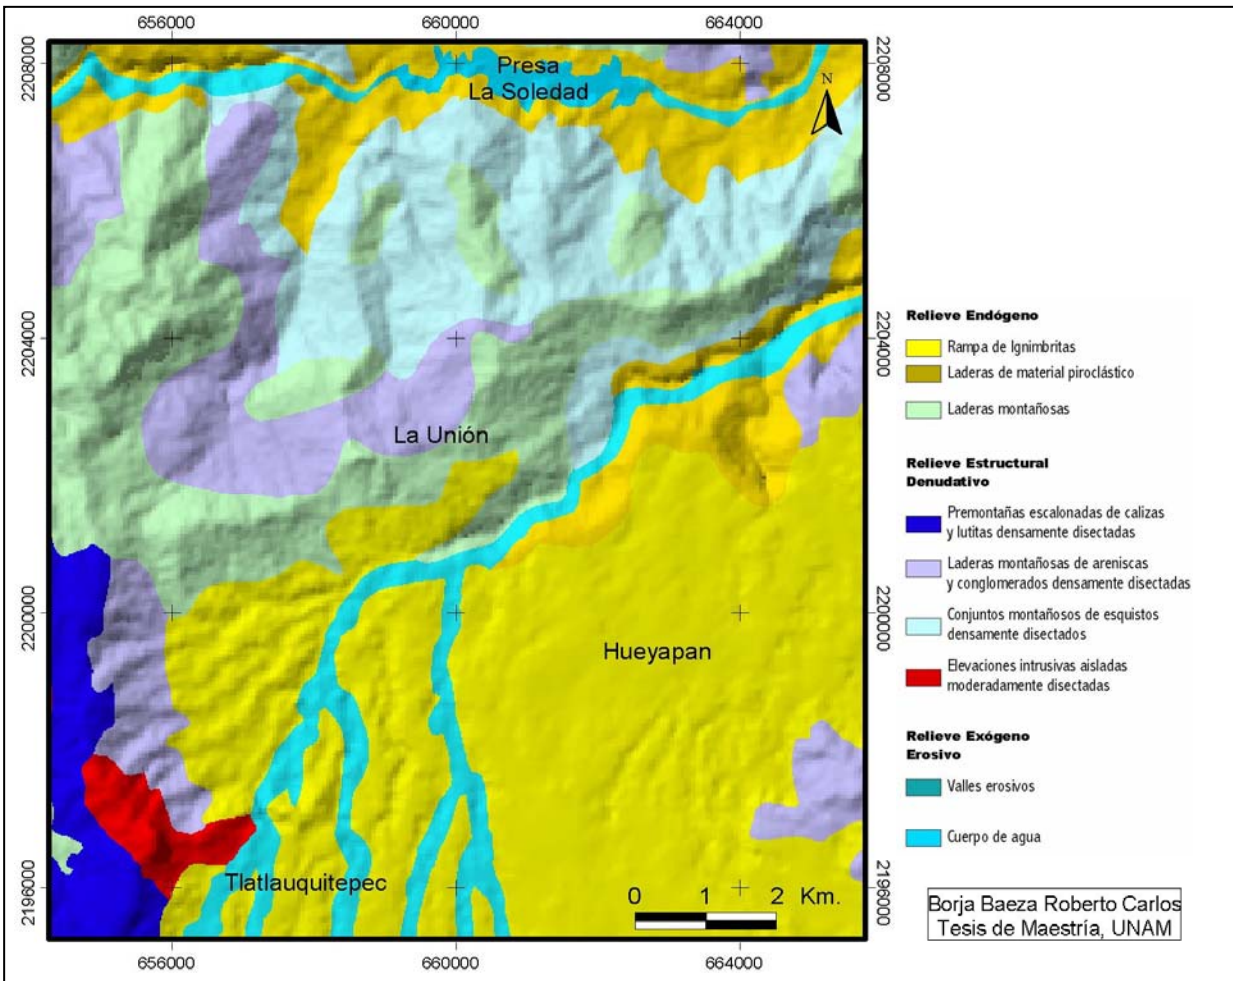 656000
660000
664000
2208000
2208000
Presa
La Soledad
N
2204000
2204000
La Unión
2200000
2200000
Hueyapan
2196000
2196000
Tlatlauquitepec
0 1 2 Km.
656000
660000
664000
Relieve Endógeno
Rampa de Ignimbritas
Laderas de material piroclástico
Laderas montañosas
Relieve Estructural
Denudativo
Premontañas escalonadas de calizas
y lutitas densamente disectadas
Laderas montañosas de areniscas
y conglomerados densamente disectadas
Conjuntos montañosos de esquistos
densamente disectados
Elevaciones intrusivas aisladas
moderadamente disectadas
Relieve Exógeno
Erosivo
Valles erosivos
Cuerpo de agua
Borja Baeza Roberto Carlos
Tesis de Maestría, UNAM